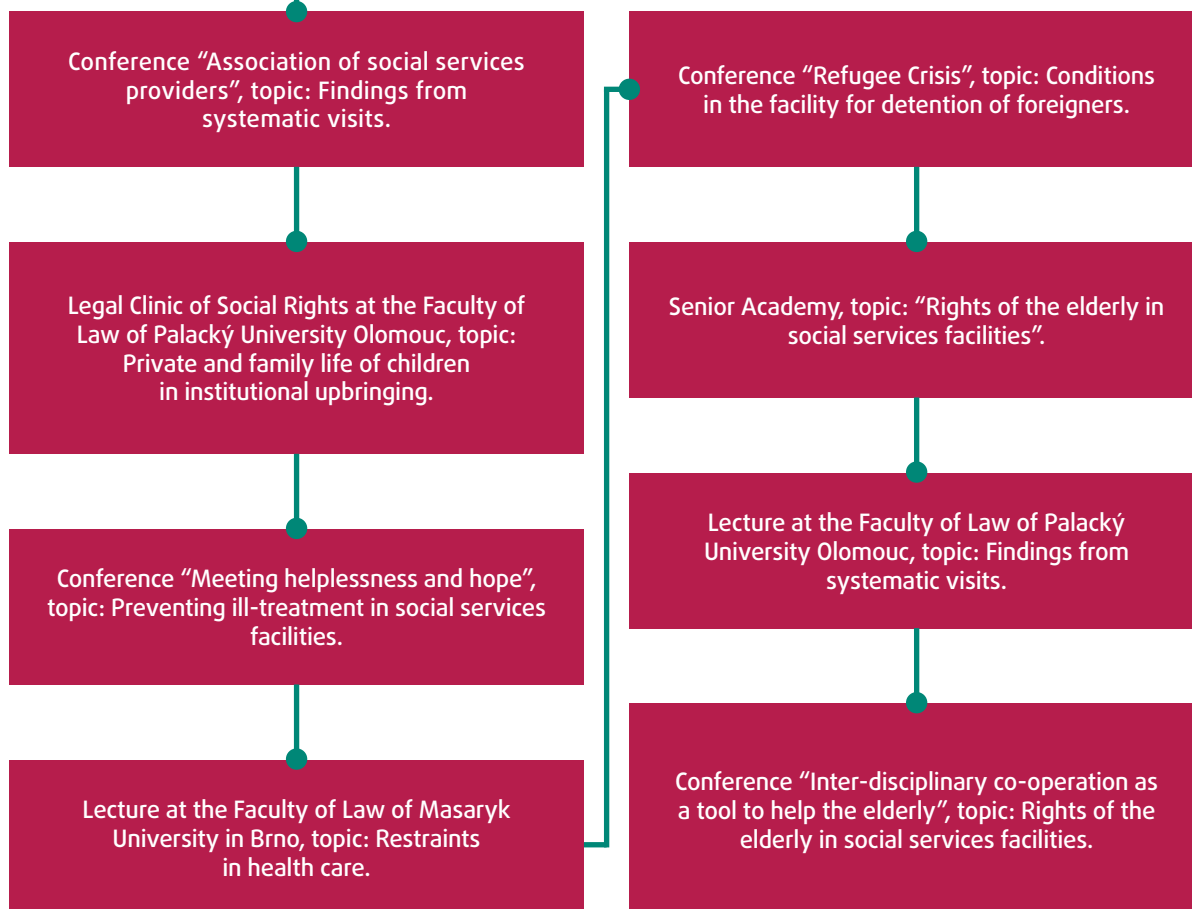 Conference “Association of social services
providers”, topic: Findings from
systematic visits.
Legal Clinic of Social Rights at the Faculty of
Law of Palacký University Olomouc, topic:
Private and family life of children
in institutional upbringing.
Conference “Meeting helplessness and hope”,
topic: Preventing ill-treatment in social services
facilities.
Lecture at the Faculty of Law of Masaryk
University in Brno, topic: Restraints
in health care.
Conference “Refugee Crisis”, topic: Conditions
in the facility for detention of foreigners.
Senior Academy, topic: “Rights of the elderly in
social services facilities”.
Lecture at the Faculty of Law of Palacký
University Olomouc, topic: Findings from
systematic visits.
Conference “Inter-disciplinary co-operation as
a tool to help the elderly”, topic: Rights of the
elderly in social services facilities.